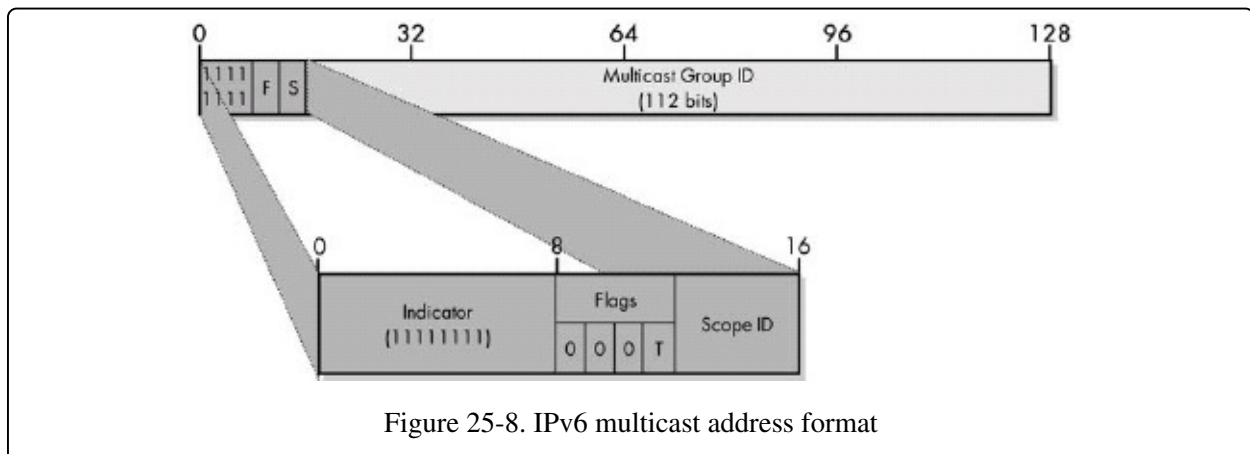 0 32 64 96 128
1111 F S Multicast Group ID
1111 (112 bits)
0 8 16
Indicator Flags Scope ID
(11111111) 0 0 0 T
Figure 25-8. IPv6 multicast address format